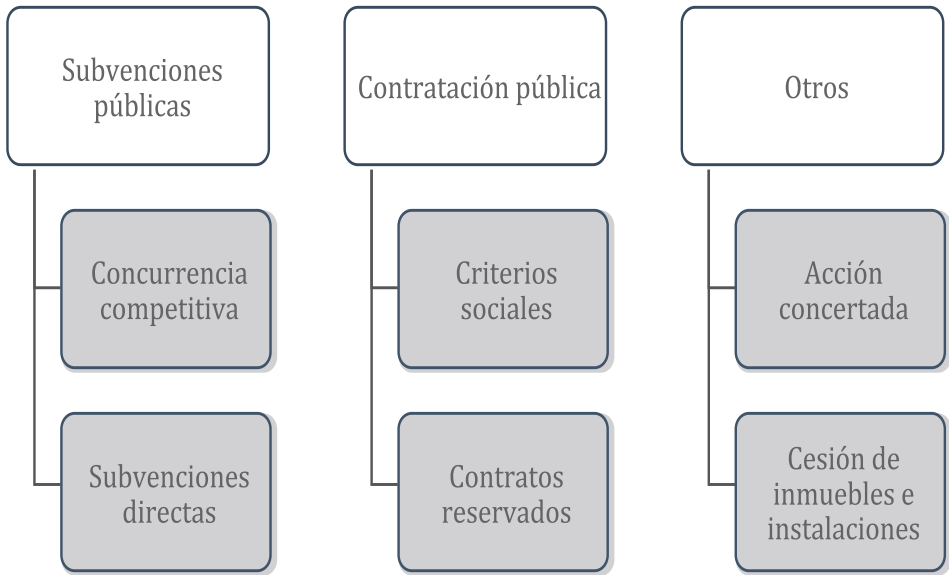 Subvenciones
públicas
Concurrencia
competitiva
Subvenciones
directas
Contratación pública
Criterios
sociales
Contratos
reservados
Otros
Acción
concertada
Cesión de
inmuebles e
instalaciones